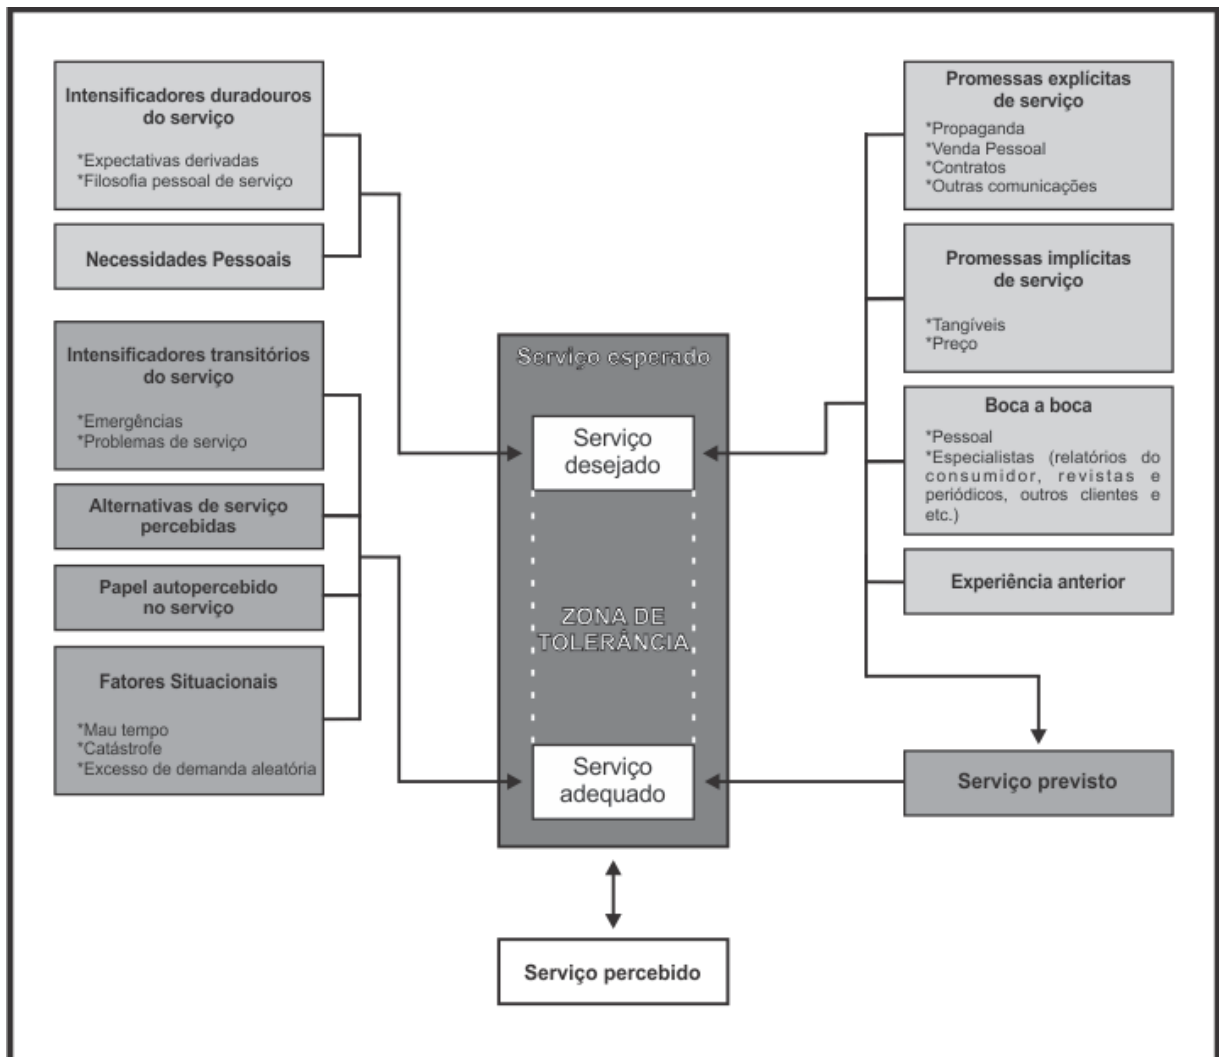 Intensificadores duradouros
do serviço
*Expectativas derivadas
*Filosofia pessoal de serviço
Necessidades Pessoais
Intensificadores transitórios
do serviço
*Emergências
*Problemas de serviço
Alternativas de serviço
percebidas
Papel autopercebido
no serviço
Fatores Situacionais
*Mau tempo
*Catástrofe
*Excesso de demanda aleatória
Serviço esperado
Serviço
desejado
ZONA DE
TOLERÂNCIA
Serviço
adequado
Serviço percebido
Promessas explícitas
de serviço
*Propaganda
*Venda Pessoal
*Contratos
*Outras comunicações
Promessas implícitas
de serviço
*Tangíveis
*Preço
Boca a boca
*Pessoal
*Especialistas (relatórios do
consumidor, revistas e
periódicos, outros clientes e
etc.)
Experiência anterior
Serviço previsto